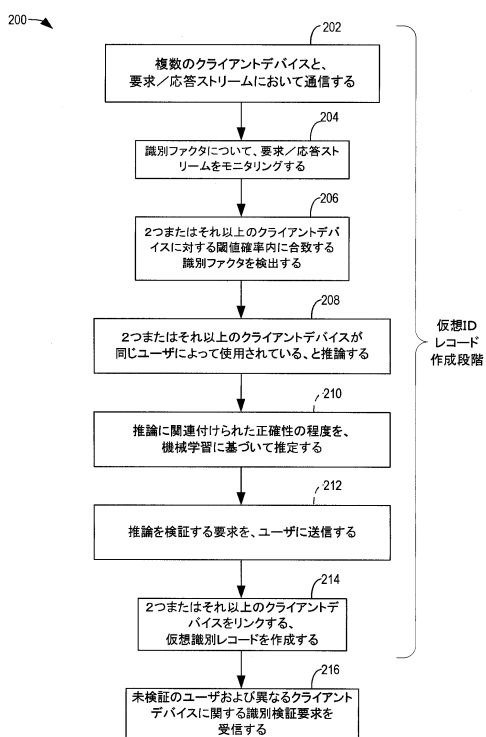 200
202
複数のクライアントデバイスと、
要求／応答ストリームにおいて通信する
204
識別ファクタについて、要求／応答スト
リームをモニタリングする
206
2つまたはそれ以上のクライアントデバ
イスに対する閾値確率内に合致する
識別ファクタを検出する
208
2つまたはそれ以上のクライアントデバイスが
同じユーザによって使用されている、と推論する
210
推論に関連付けられた正確性の程度を、
機械学習に基づいて推定する
212
推論を検証する要求を、ユーザに送信する
214
2つまたはそれ以上のクライアントデ
バイスをリンクする、
仮想識別レコードを作成する
仮想ID
レコード
作成段階
216
未検証のユーザおよび異なるクライアント
デバイスに関する識別検証要求を
受信する